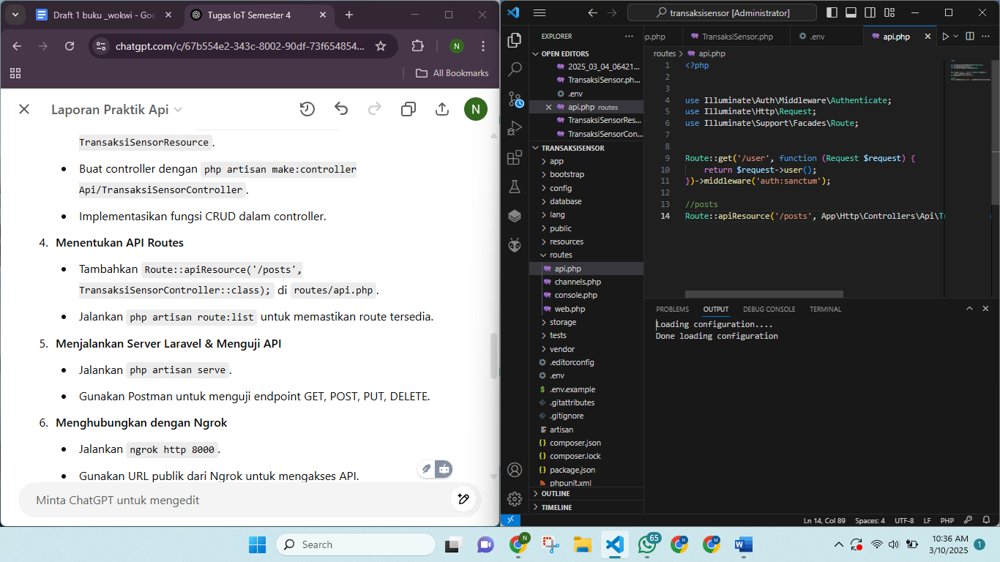 Draft 1 buku _wokwi - Goo
Tugas IoT Semester 4
chatgpt.com/c/67b554e2-343c-8002-90df-73f654854...
N
All Bookmarks
Laporan Praktik Api
N
TransaksiSensorResource.
Buat controller dengan php artisan make:controller
Api/TransaksiSensorController.
Implementasikan fungsi CRUD dalam controller.
4. Menentukan API Routes
Tambahkan Route::apiResource('/posts',
TransaksiSensorController::class); di routes/api.php.
Jalankan php artisan route:list untuk memastikan route tersedia.
5. Menjalankan Server Laravel & Menguji API
Jalankan php artisan serve.
Gunakan Postman untuk menguji endpoint GET, POST, PUT, DELETE.
6. Menghubungkan dengan Ngrok
Jalankan ngrok http 8000.
Gunakan URL publik dari Ngrok untuk mengakses API.
Minta ChatGPT untuk mengedit
transaksisensor [Administrator]
EXPLORER
OPEN EDITORS
2025_03_04_06421...
TransaksiSensor.ph...
.env
api.php routes
TransaksiSensorRes...
TransaksiSensorCon...
TRANSAKSISENSOR
app
bootstrap
config
database
lang
public
resources
routes
api.php
channels.php
console.php
web.php
storage
tests
vendor
.editorconfig
.env
.env.example
.gitattributes
.gitignore
artisan
composer.json
composer.lock
package.json
phpunit.xml
OUTLINE
TIMELINE
p.php
TransaksiSensor.php
.env
api.php
routes > api.php
1 <?php
2
3
4 use Illuminate\Auth\Middleware\Authenticate;
5 use Illuminate\Http\Request;
6 use Illuminate\Support\Facades\Route;
7
8
9 Route::get('/user', function (Request $request) {
10 return $request->user();
11 })->middleware('auth:sanctum');
12
13 //posts
14 Route::apiResource('/posts', App\Http\Controllers\Api\Tr
PROBLEMS OUTPUT DEBUG CONSOLE TERMINAL
Loading configuration....
Done loading configuration
Ln 14, Col 89 Spaces: 4 UTF-8 LF PHP
Search
65
10:36 AM
3/10/2025
1